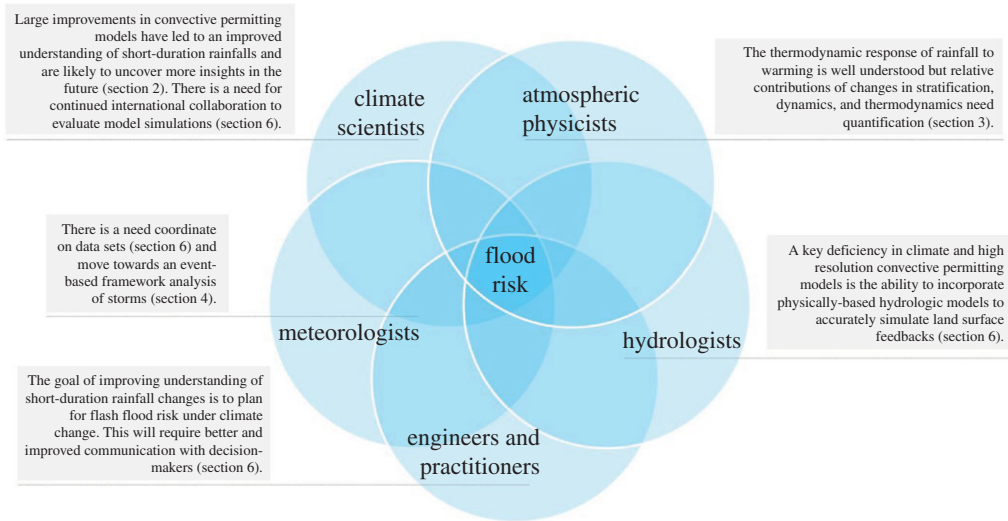 Large improvements in convective permitting
models have led to an improved
understanding of short-duration rainfalls and
are likely to uncover more insights in the
future (section 2). There is a need for
continued international collaboration to
evaluate model simulations (section 6).
climate
scientists
atmospheric
physicists
The thermodynamic response of rainfall to
warming is well understood but relative
contributions of changes in stratification,
dynamics, and thermodynamics need
quantification (section 3).
There is a need coordinate
on data sets (section 6) and
move towards an event-
based framework analysis
of storms (section 4).
meteorologists
flood
risk
hydrologists
A key deficiency in climate and high
resolution convective permitting
models is the ability to incorporate
physically-based hydrologic models to
accurately simulate land surface
feedbacks (section 6).
The goal of improving understanding of
short-duration rainfall changes is to plan
for flash flood risk under climate
change. This will require better and
improved communication with decision-
makers (section 6).
engineers and
practitioners